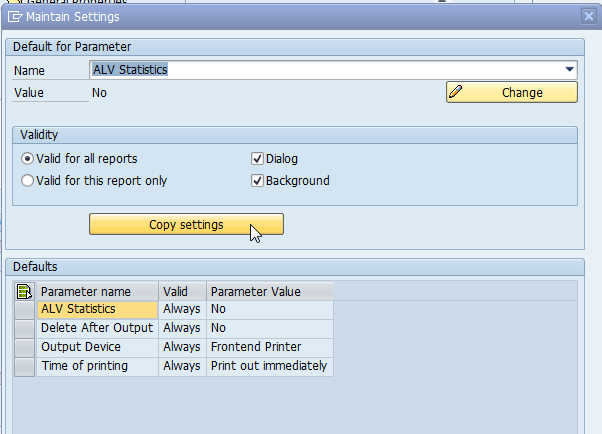 General Properties
Maintain Settings
Default for Parameter
Name ALV Statistics
Value No Change
Validity
Valid for all reports Dialog
Valid for this report only Background
Copy settings
Defaults
Parameter name Valid Parameter Value
ALV Statistics Always No
Delete After Output Always No
Output Device Always Frontend Printer
Time of printing Always Print out immediately